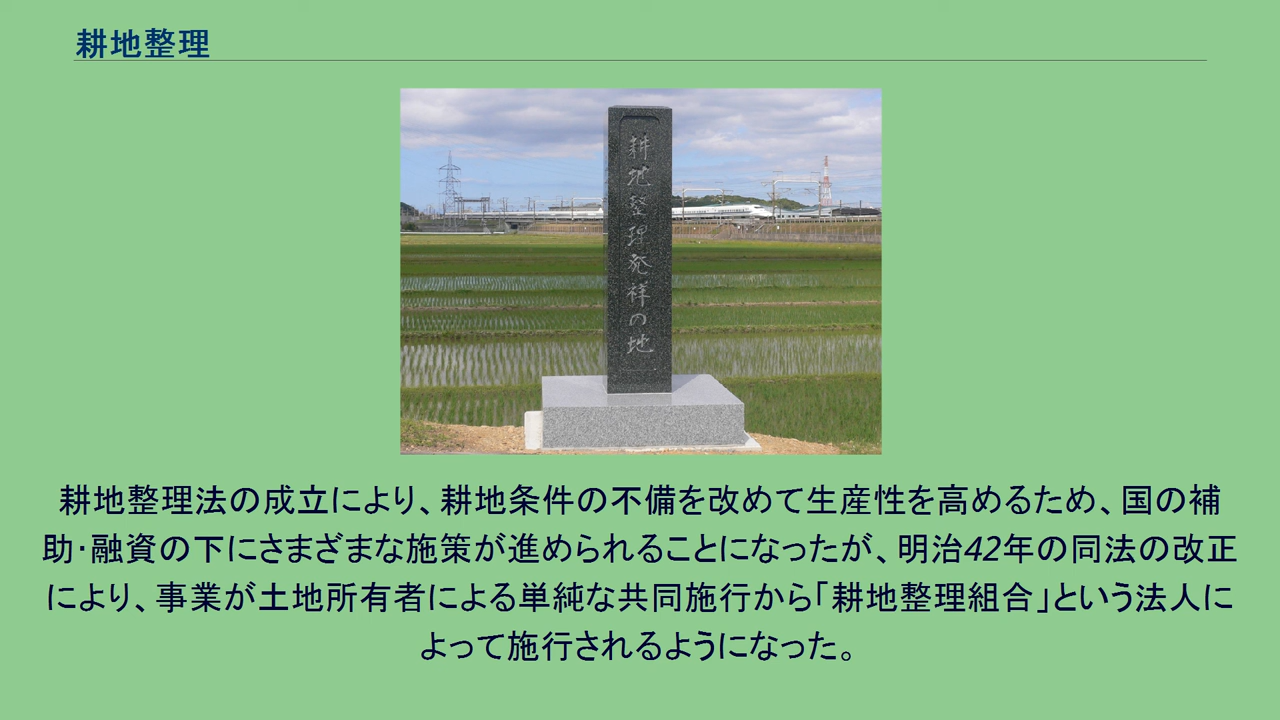 耕地整理
耕地整理発祥の地
耕地整理法の成立により、耕地条件の不備を改めて生産性を高めるため、国の補
助・融資の下にさまざまな施策が進められることになったが、明治42年の同法の改正
により、事業が土地所有者による単純な共同施行から「耕地整理組合」という法人に
よって施行されるようになった。